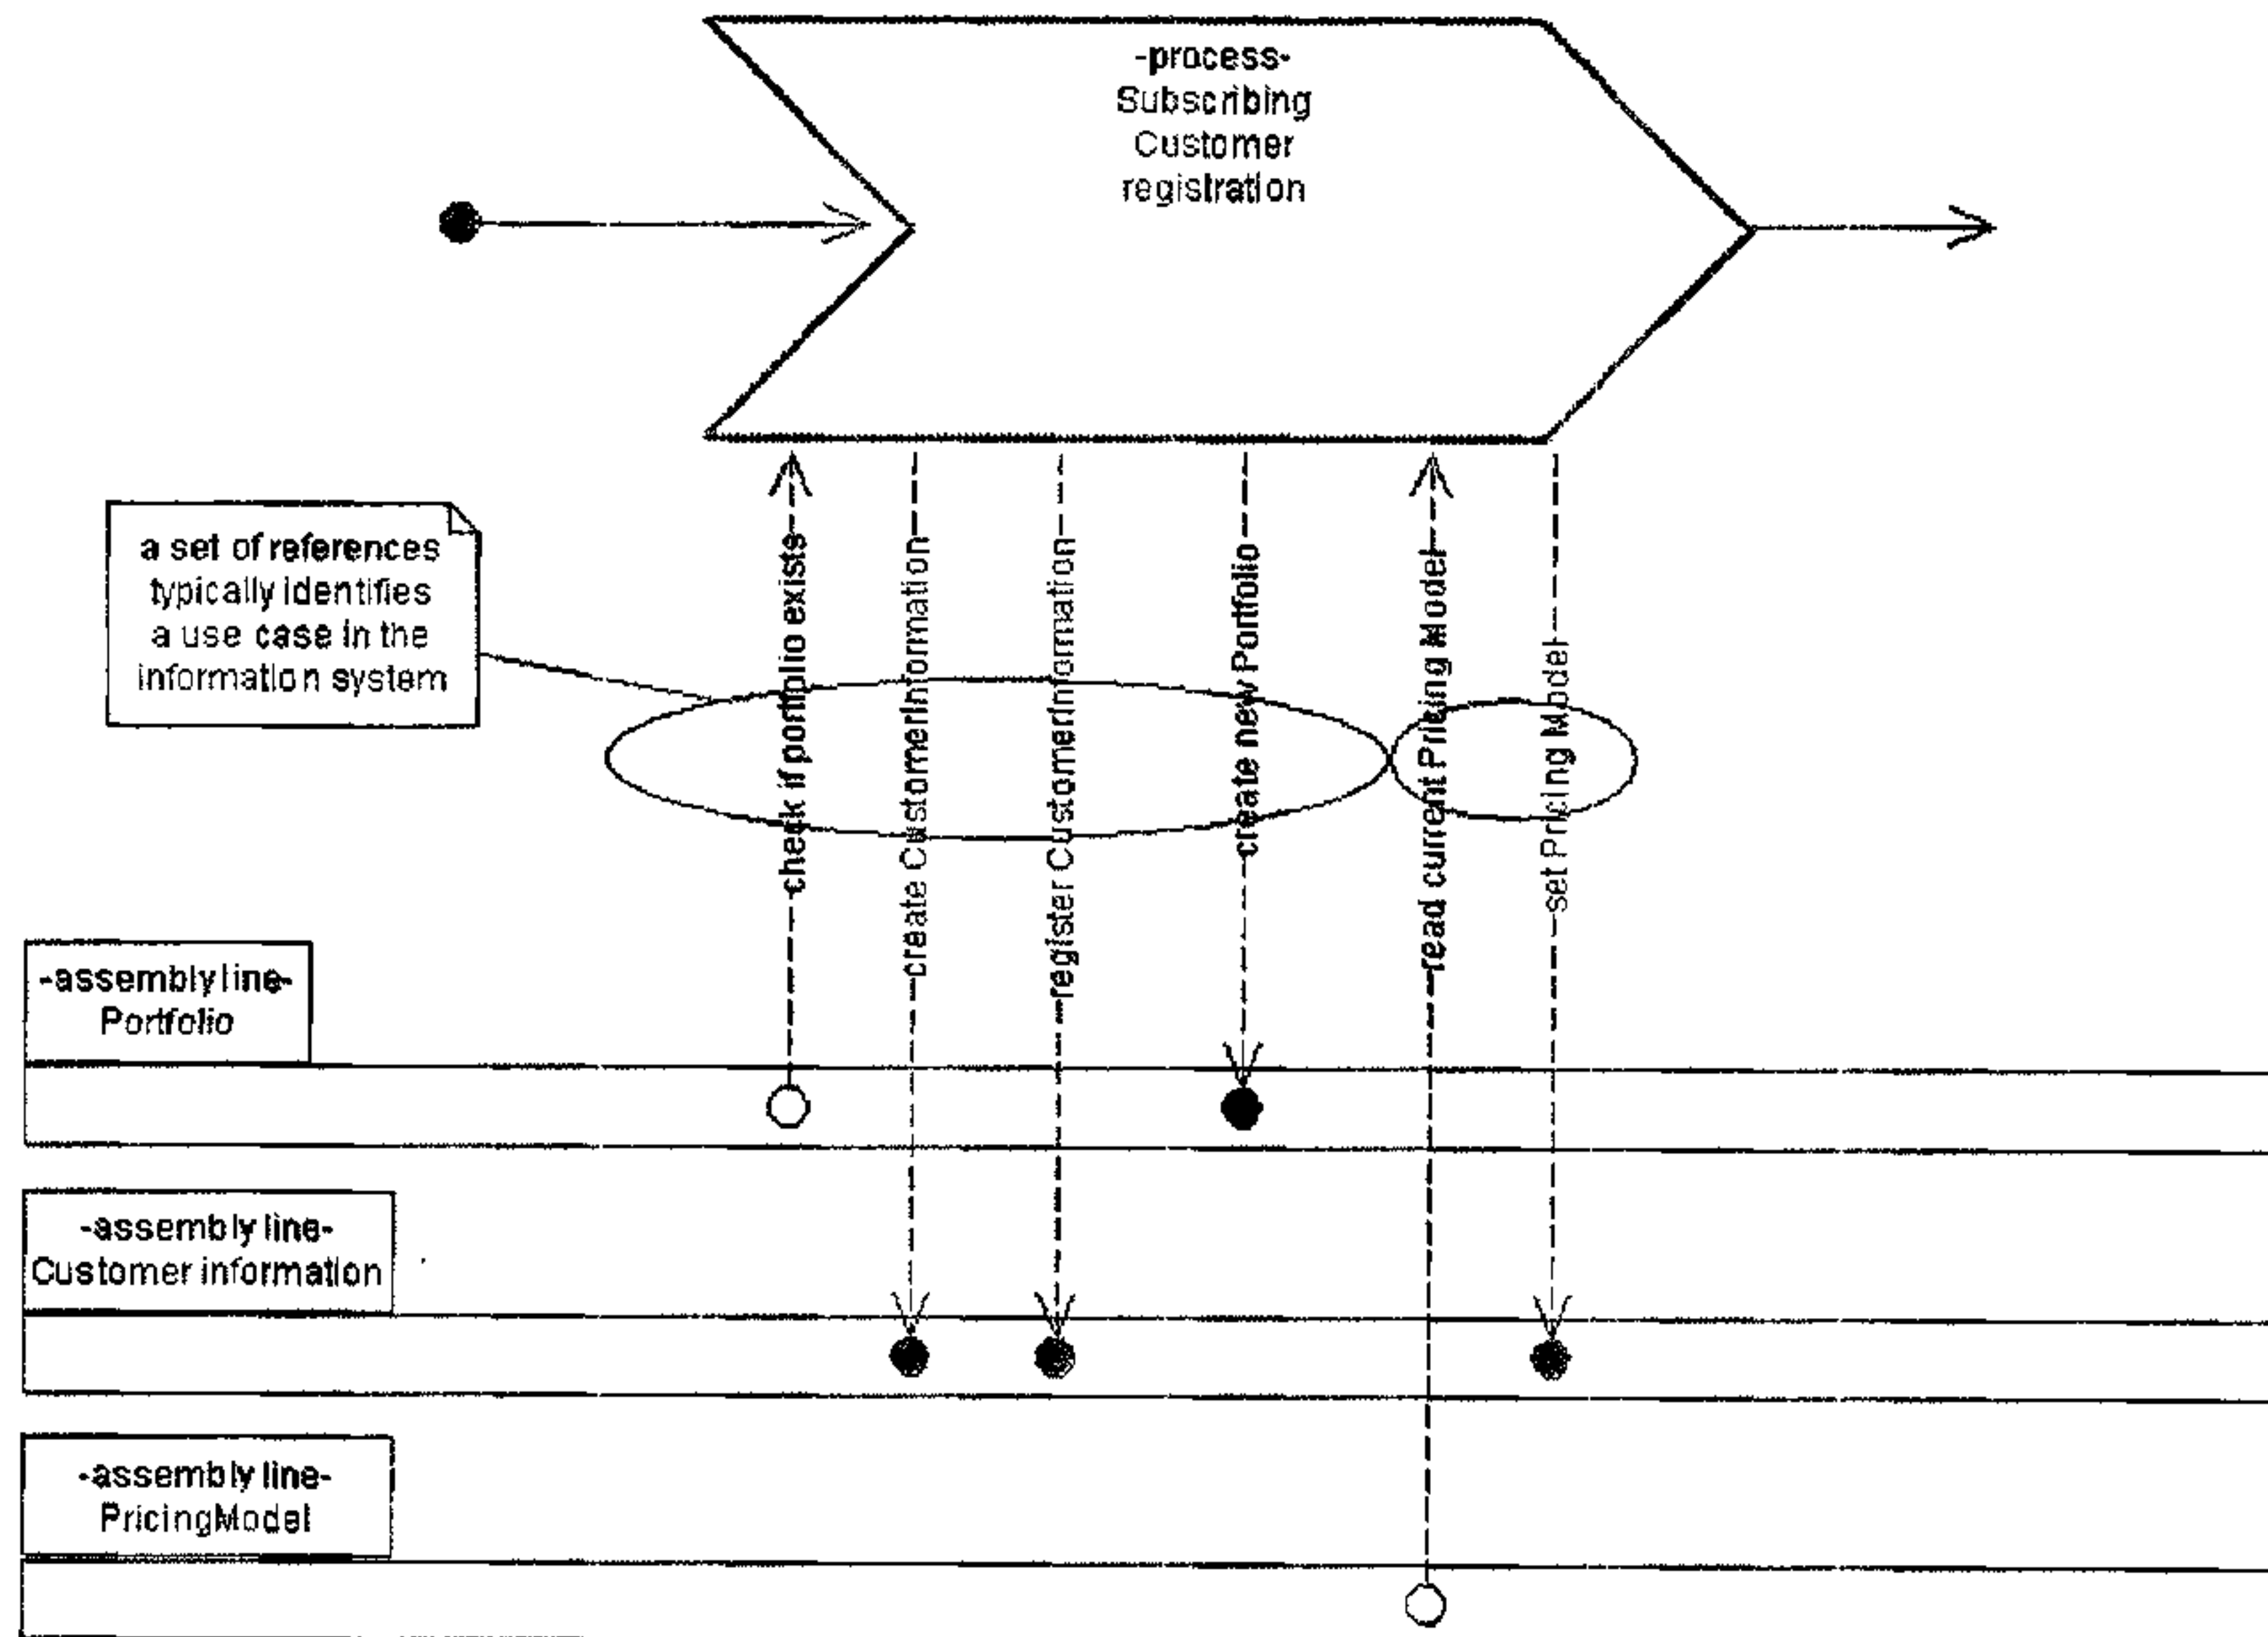 -process-
Subscribing
Customer
registration
a set of references
typically identifies
a use case in the
information system
check if portfolio exists
create CustomerInformation
register CustomerInformation
create new Portfolio
read current Pricing Model
set Pricing Model
-assembly line-
Portfolio
-assembly line-
Customer information
-assembly line-
PricingModel